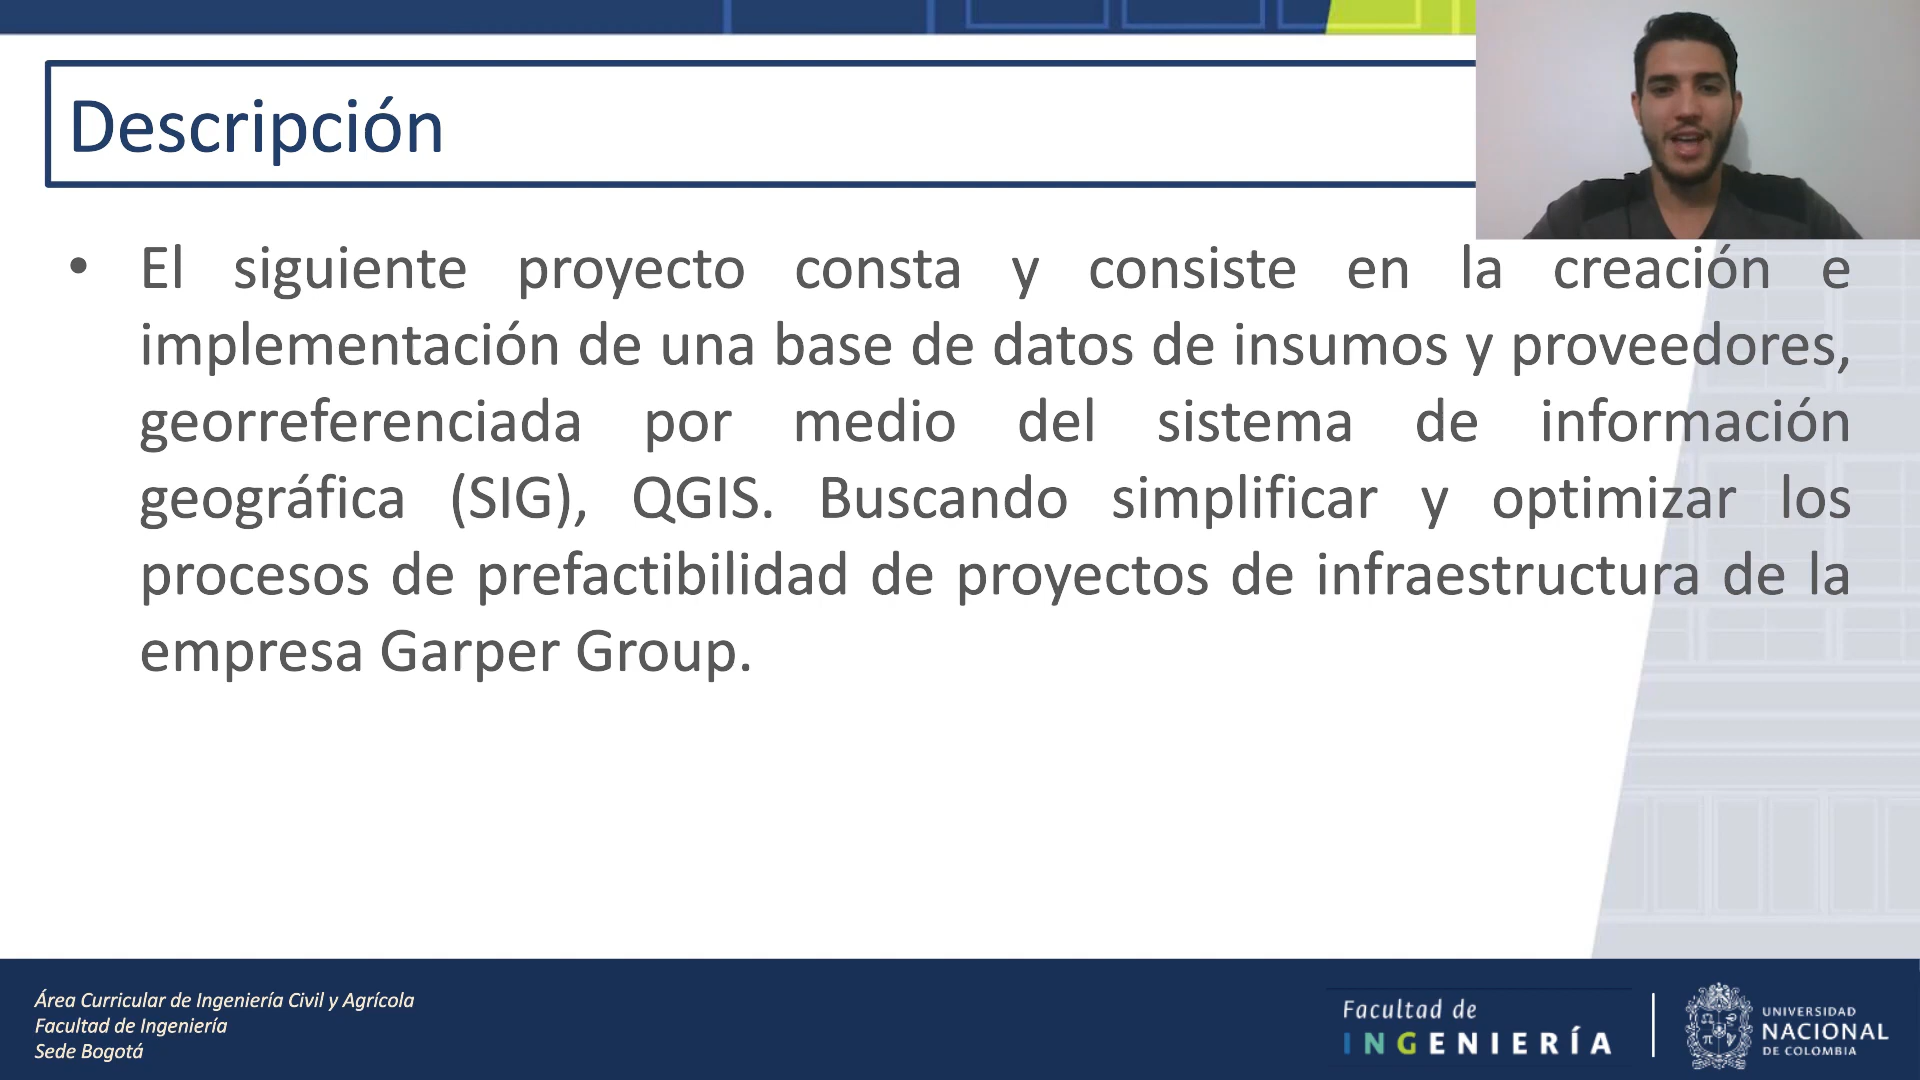 Descripción
• El siguiente proyecto consta y consiste en la creación e
implementación de una base de datos de insumos y proveedores,
georreferenciada por medio del sistema de información
geográfica (SIG), QGIS. Buscando simplificar y optimizar los
procesos de prefactibilidad de proyectos de infraestructura de la
empresa Garper Group.
Área Curricular de Ingeniería Civil y Agrícola
Facultad de Ingeniería
Sede Bogotá
Facultad de
INGENIERÍA
UNIVERSIDAD
NACIONAL
DE COLOMBIA